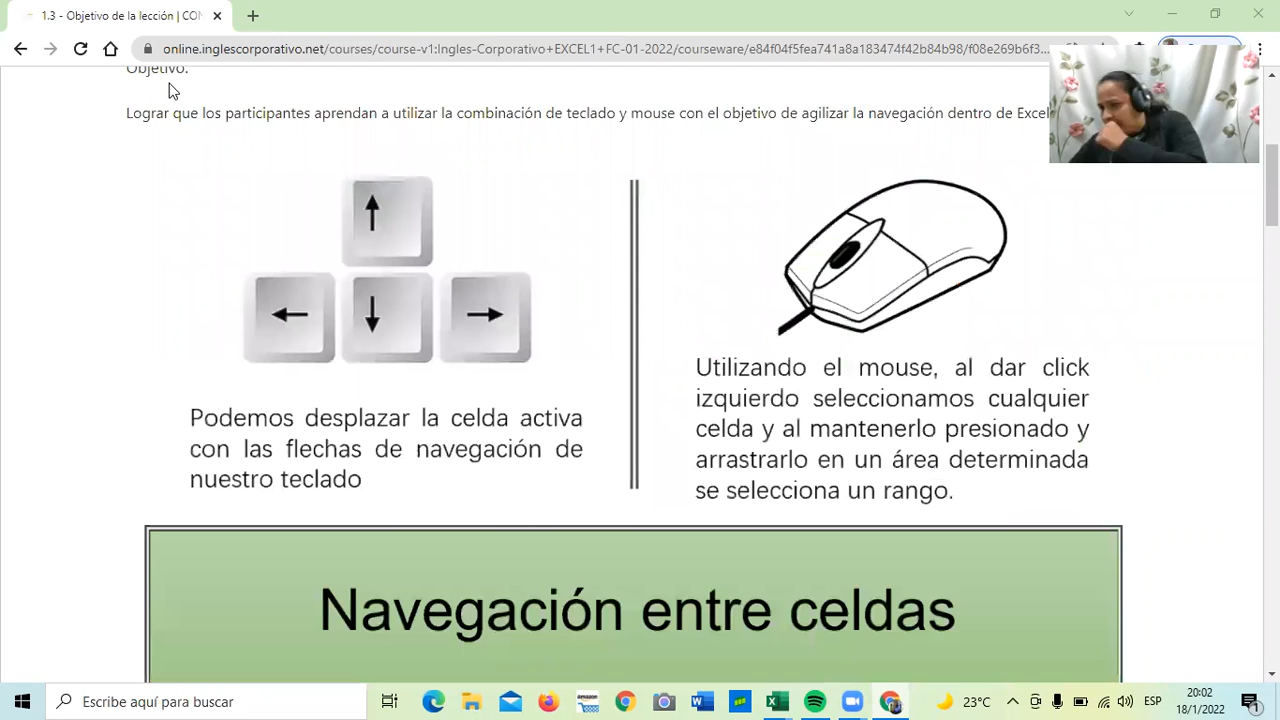 1.3 - Objetivo de la lección | CON
online.inglescorporativo.net/courses/course-v1:Ingles-Corporativo+EXCEL1+FC-01-2022/courseware/e84f04f5fea741a8a183474f42b84b98/f08e269b6f3...
Objetivo:
Lograr que los participantes aprendan a utilizar la combinación de teclado y mouse con el objetivo de agilizar la navegación dentro de Excel
Podemos desplazar la celda activa
con las flechas de navegación de
nuestro teclado
Utilizando el mouse, al dar click
izquierdo seleccionamos cualquier
celda y al mantenerlo presionado y
arrastrarlo en un área determinada
se selecciona un rango.
Navegación entre celdas
Escribe aquí para buscar
amazon
23°C
ESP
20:02
18/1/2022